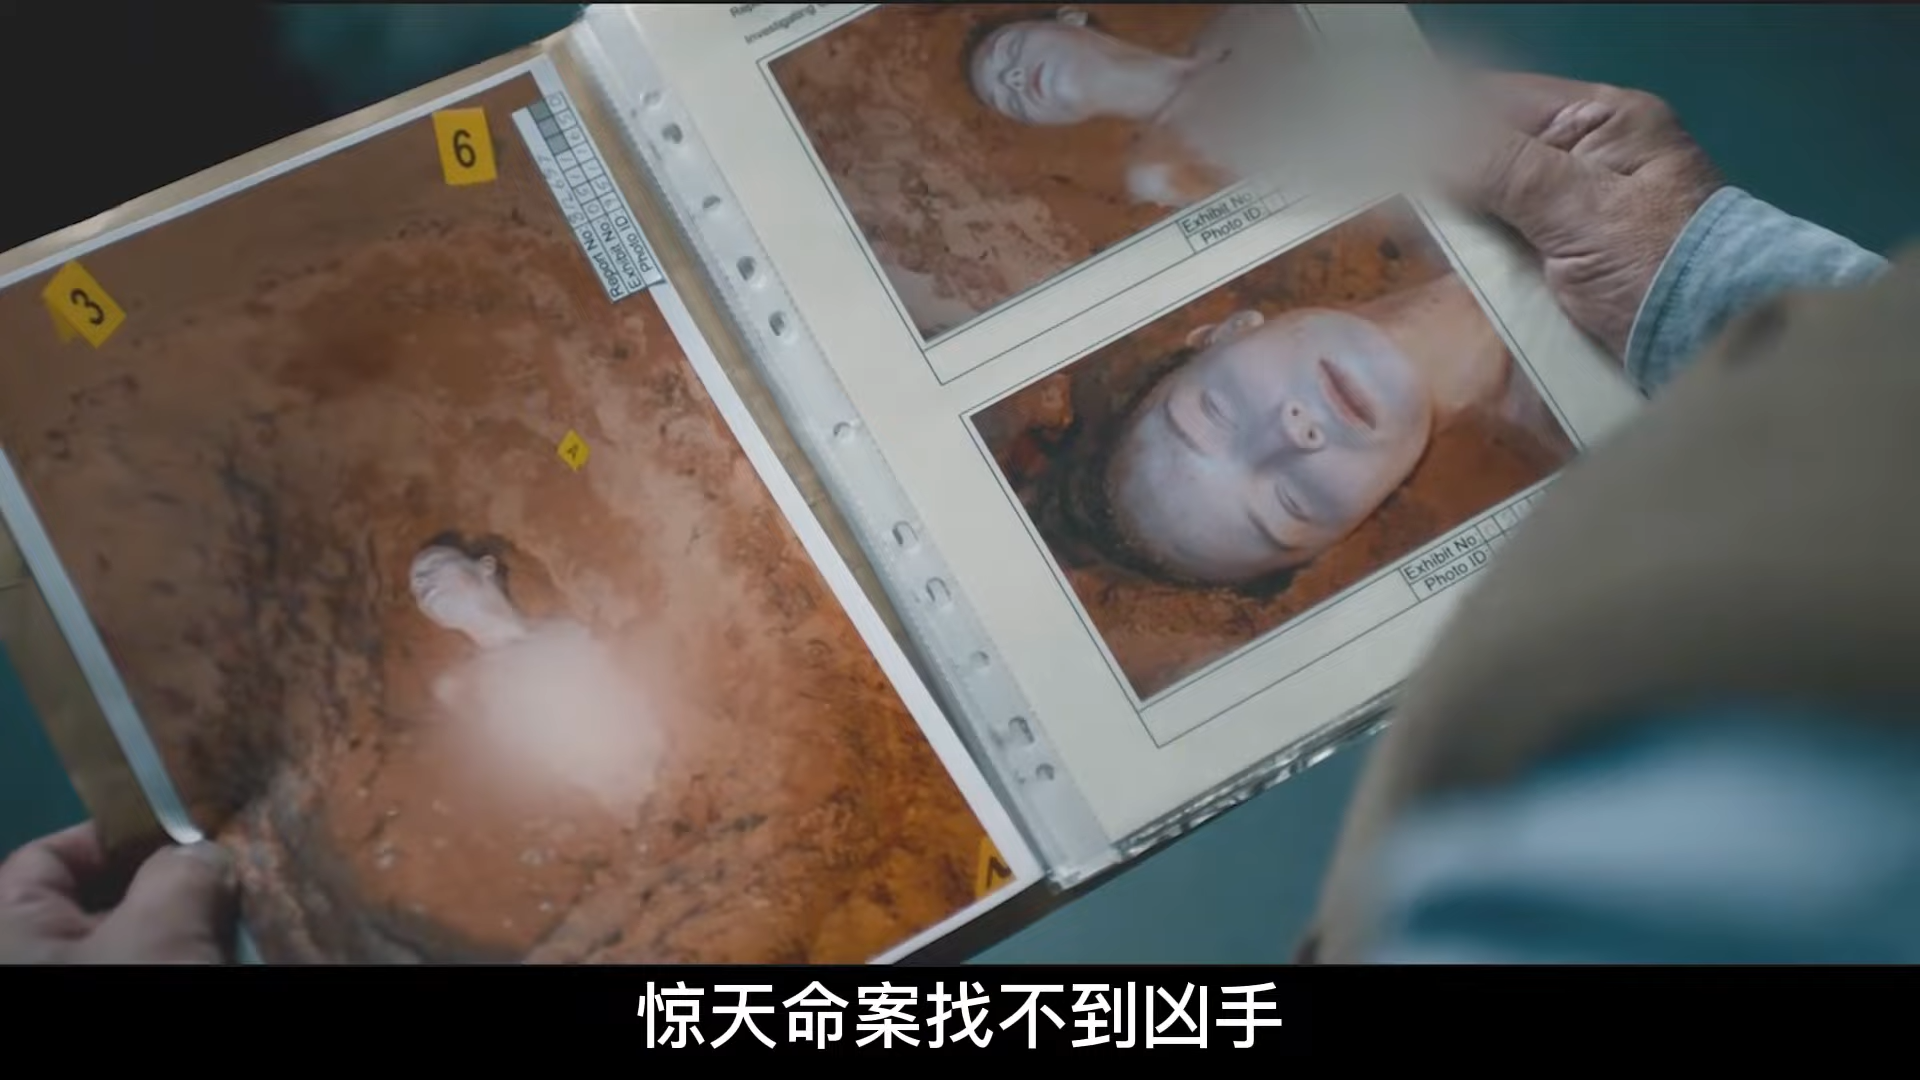 Investigating
6
3
A
Report No
Exhibit No
Photo ID
Exhibit No
Photo ID
Exhibit No
Photo ID
惊天命案找不到凶手